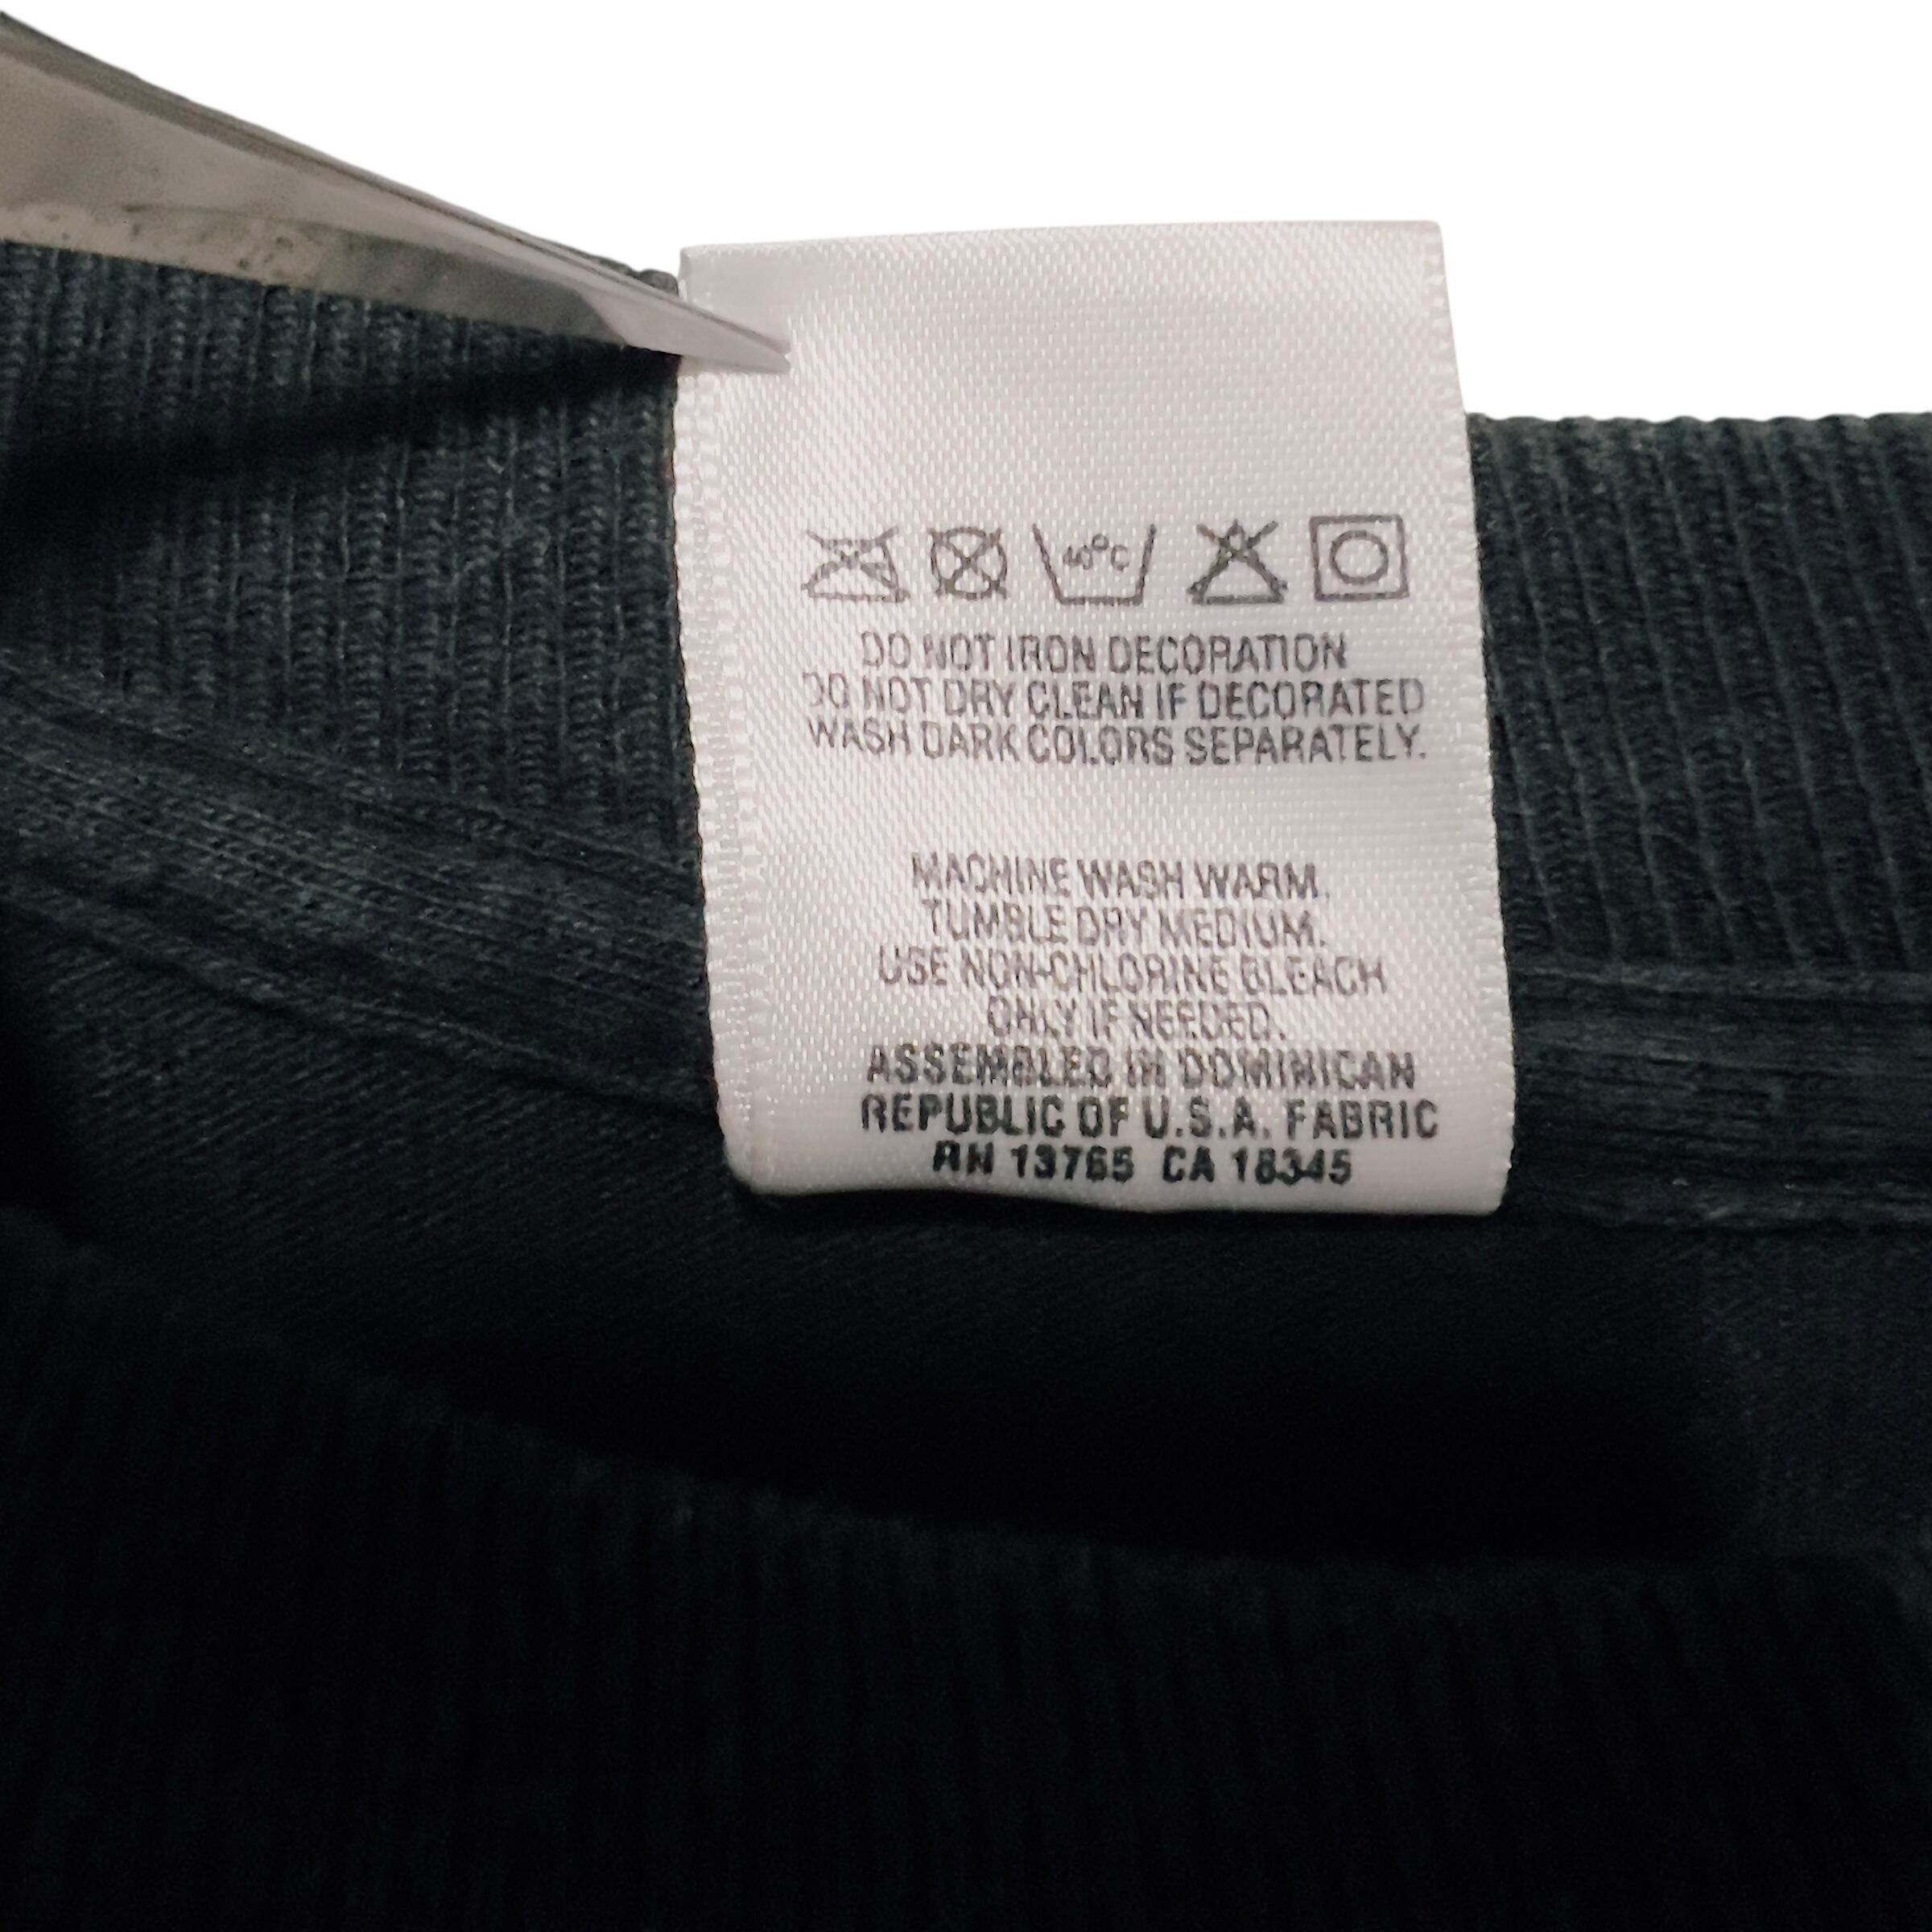 40°C
DO NOT IRON DECORATION
DO NOT DRY CLEAN IF DECORATED
WASH DARK COLORS SEPARATELY.
MACHINE WASH WARM.
TUMBLE DRY MEDIUM.
USE NON-CHLORINE BLEACH
ONLY IF NEEDED.
ASSEMBLED IN DOMINICAN
REPUBLIC OF U.S.A. FABRIC
RN 13765 CA 18345